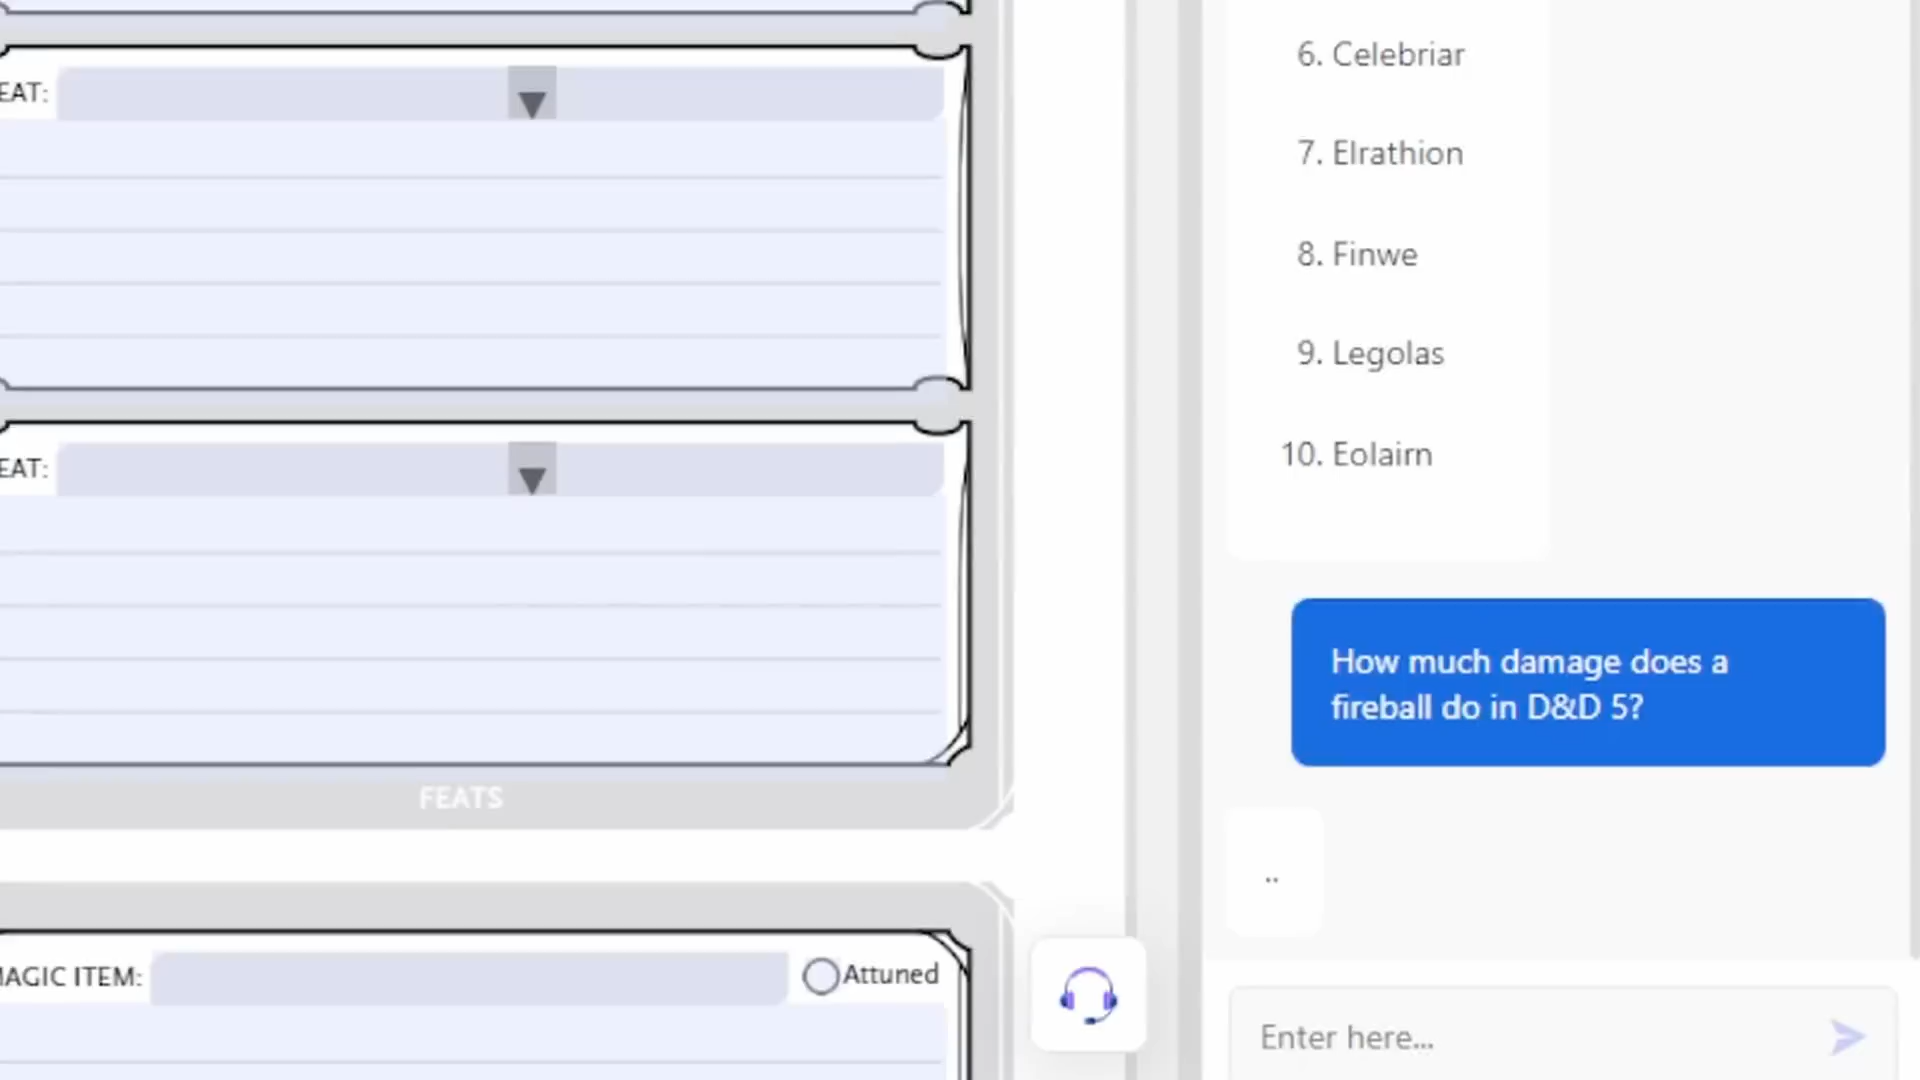 EAT:
EAT:
FEATS
MAGIC ITEM:
Attuned
6. Celebriar
7. Elrathion
8. Finwe
9. Legolas
10. Eolairn
How much damage does a
fireball do in D&D 5?
..
Enter here...